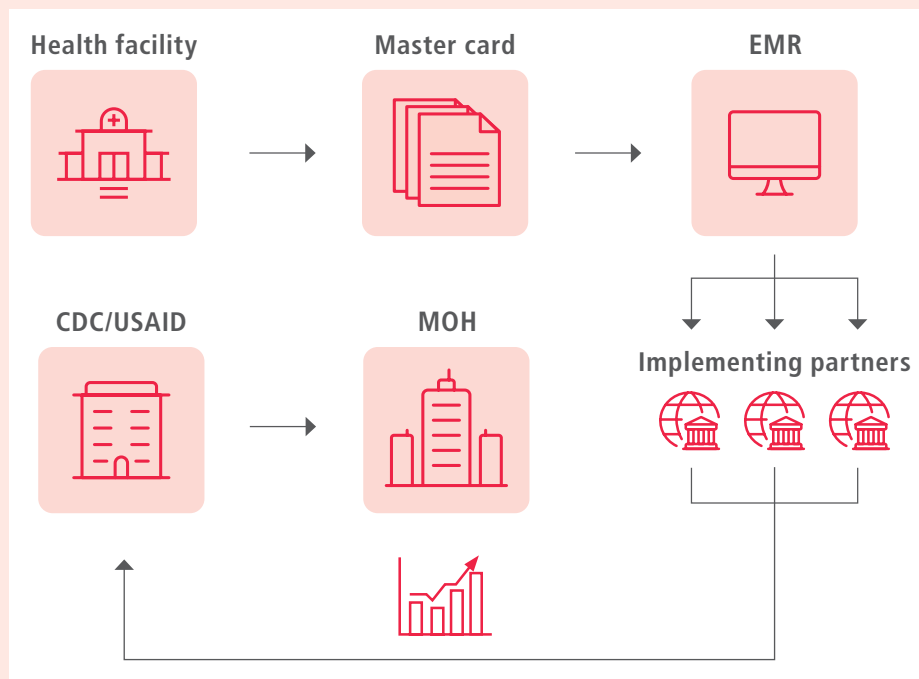 Health facility
Master card
EMR
CDC/USAID
MOH
Implementing partners